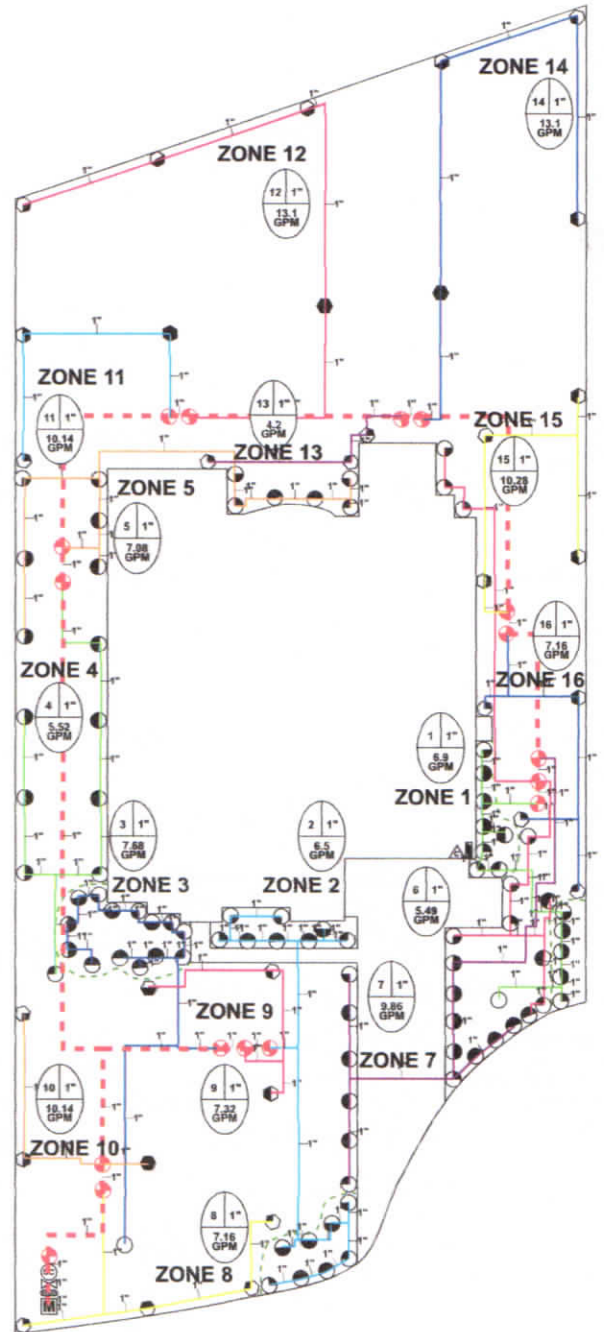 ZONE 14
14 1"
13.1
GPM
ZONE 12
12 1"
13.1
GPM
ZONE 11
11 1"
10.14
GPM
13 1"
4.2
GPM
ZONE 13
ZONE 15
15 1"
10.28
GPM
ZONE 5
5 1"
7.08
GPM
16 1"
7.16
GPM
ZONE 16
ZONE 4
4 1"
5.52
GPM
1 1"
6.9
GPM
ZONE 1
3 1"
7.68
GPM
2 1"
6.5
GPM
ZONE 3
ZONE 2
6 1"
5.49
GPM
7 1"
9.86
GPM
ZONE 9
ZONE 7
10 1"
10.14
GPM
9 1"
7.32
GPM
ZONE 10
8 1"
7.16
GPM
ZONE 8
M